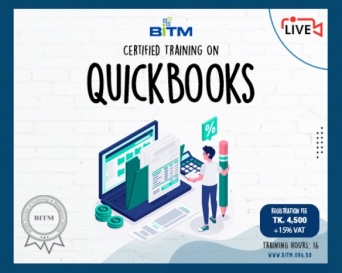 BITM
LIVE
CERTIFIED TRAINING ON
QUICKBOOKS
%
BITM
REGISTRATION FEE
TK. 4,500
+15% VAT
TRAINING HOURS: 16
WWW.BITM.ORG.BD